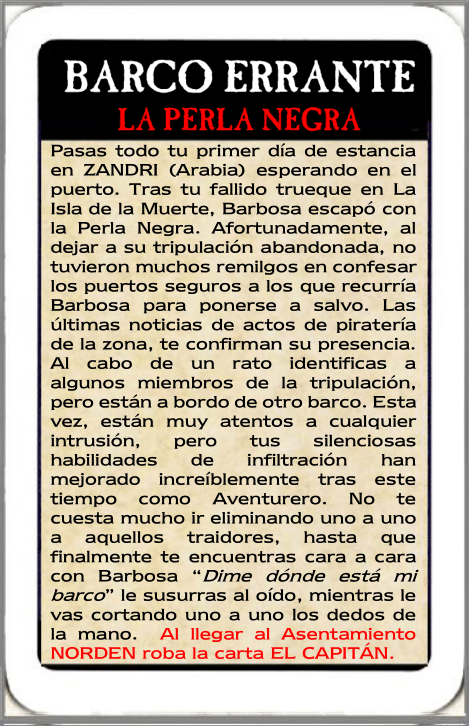 BARCO ERRANTE
LA PERLA NEGRA
Pasas todo tu primer día de estancia
en ZANDRI (Arabia) esperando en el
puerto. Tras tu fallido trueque en La
Isla de la Muerte, Barbosa escapó con
la Perla Negra. Afortunadamente, al
dejar a su tripulación abandonada, no
tuvieron muchos remilgos en confesar
los puertos seguros a los que recurría
Barbosa para ponerse a salvo. Las
últimas noticias de actos de piratería
de la zona, te confirman su presencia.
Al cabo de un rato identificas a
algunos miembros de la tripulación,
pero están a bordo de otro barco. Esta
vez, están muy atentos a cualquier
intrusión, pero tus silenciosas
habilidades de infiltración han
mejorado increíblemente tras este
tiempo como Aventurero. No te
cuesta mucho ir eliminando uno a uno
a aquellos traidores, hasta que
finalmente te encuentras cara a cara
con Barbosa “Dime dónde está mi
barco” le susurras al oído, mientras le
vas cortando uno a uno los dedos de
la mano. Al llegar al Asentamiento
NORDEN roba la carta EL CAPITÁN.